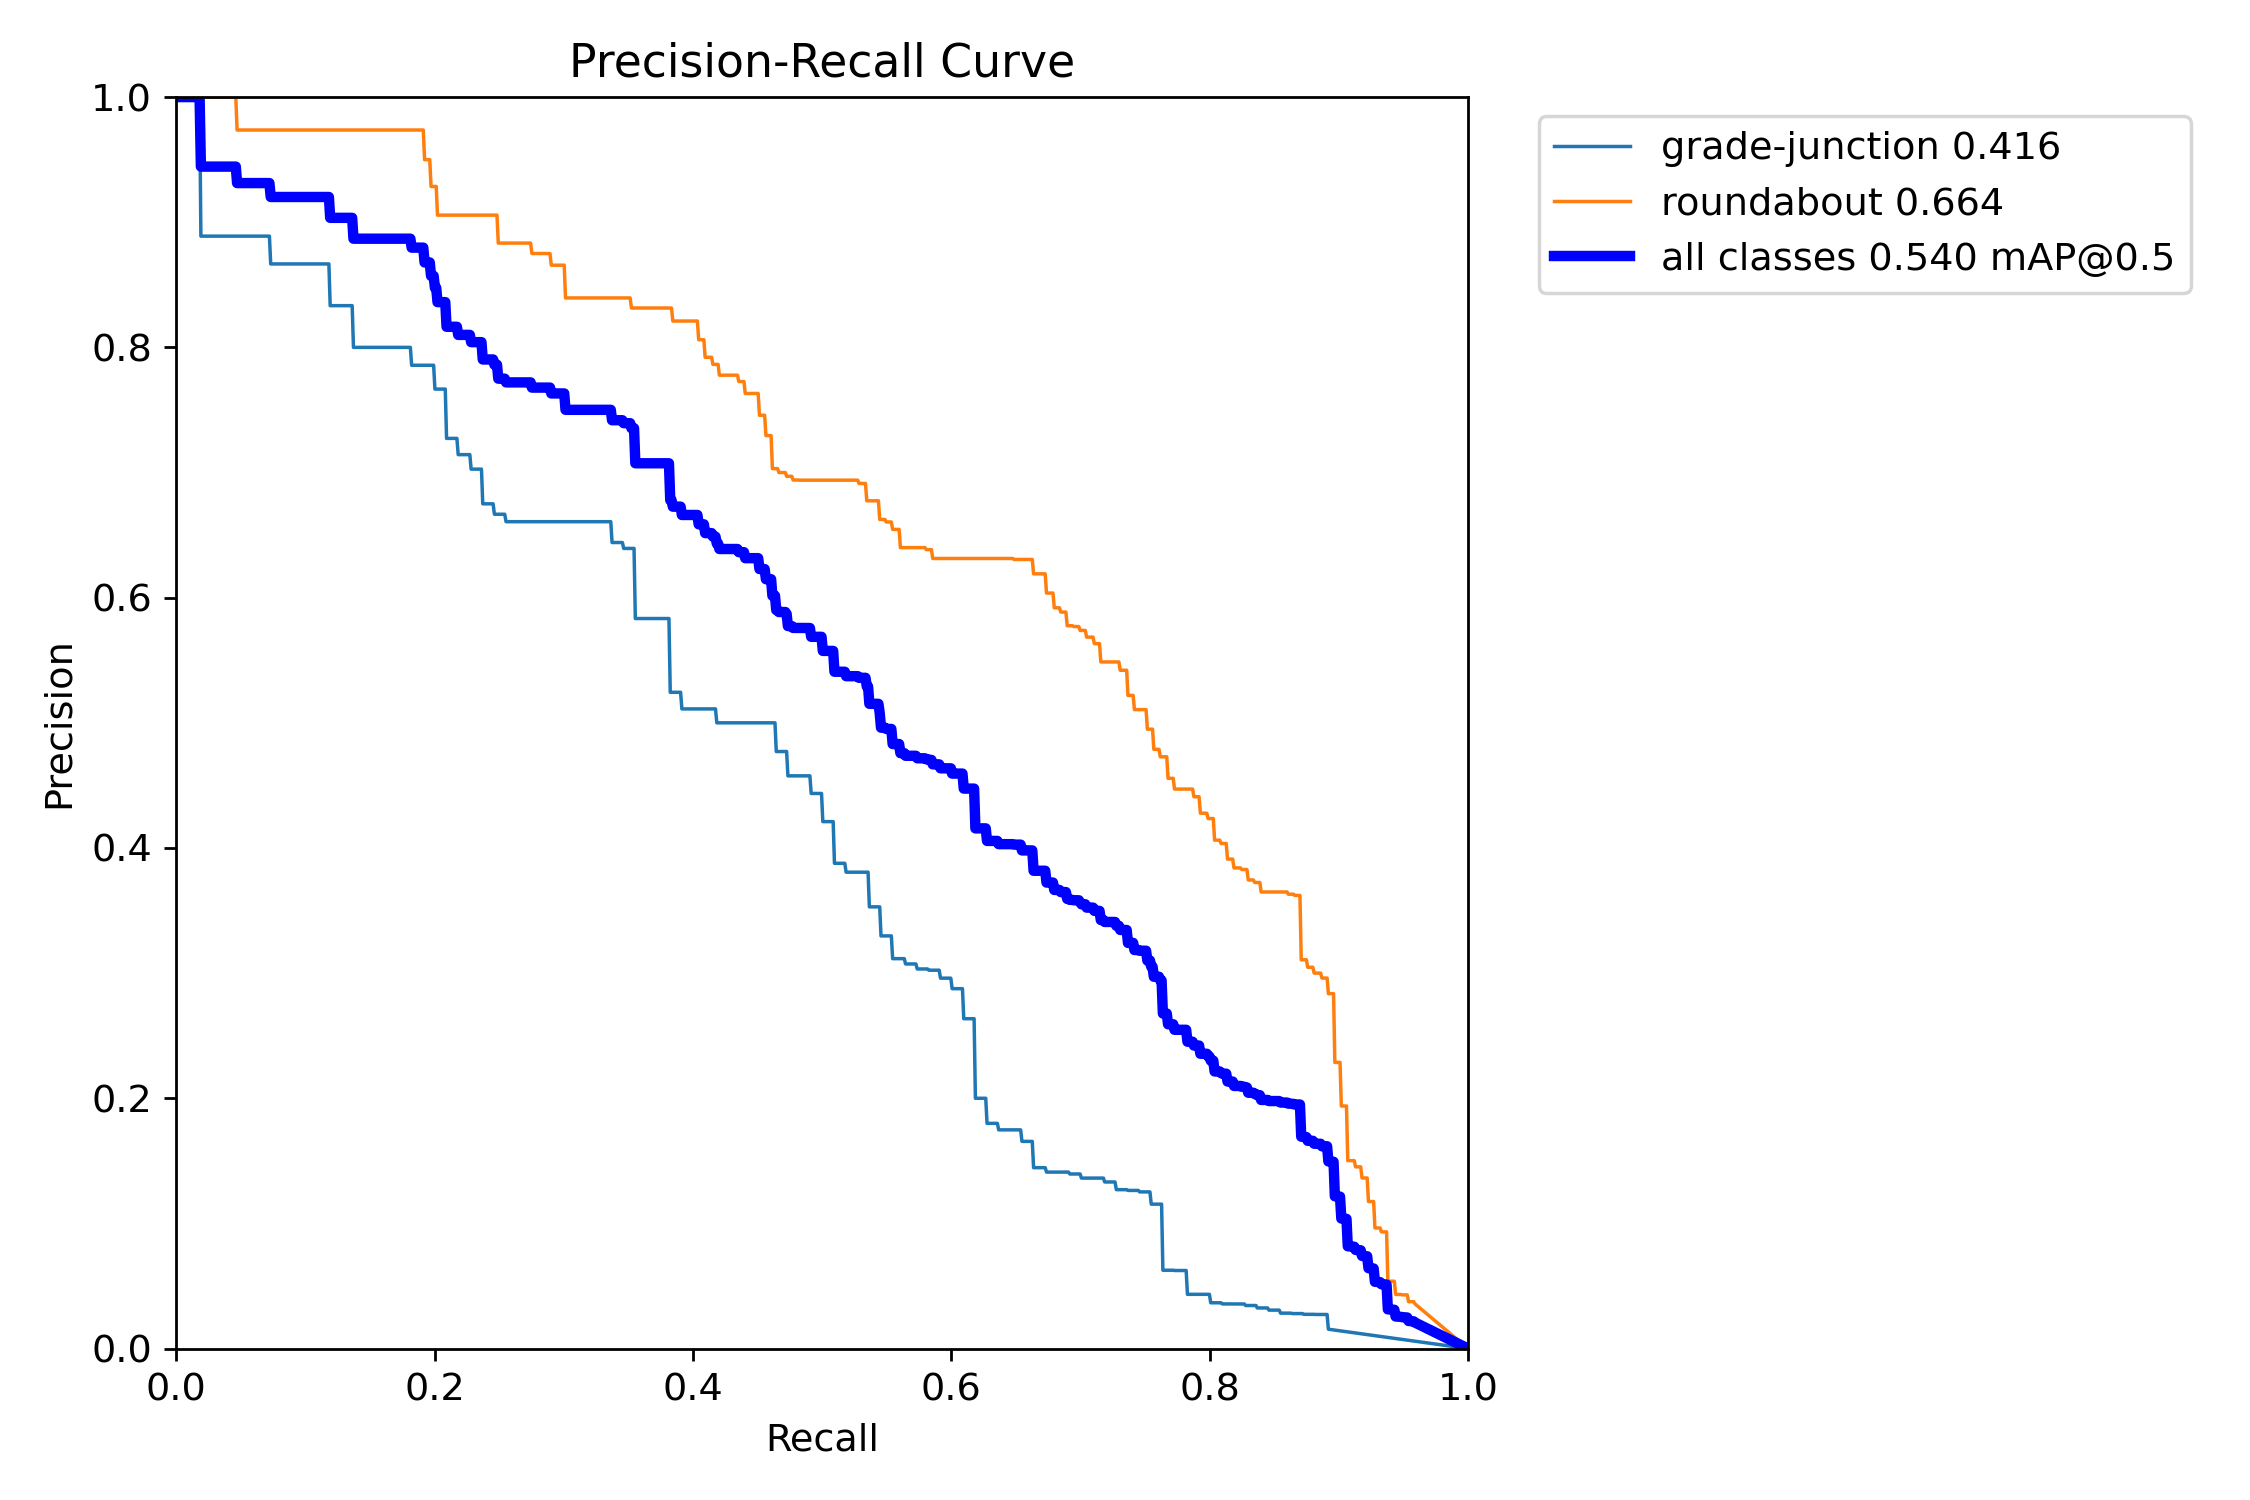 Precision-Recall Curve
grade-junction 0.416
roundabout 0.664
all classes 0.540 mAP@0.5
Precision
1.0
0.8
0.6
0.4
0.2
0.0
0.0 0.2 0.4 0.6 0.8 1.0
Recall